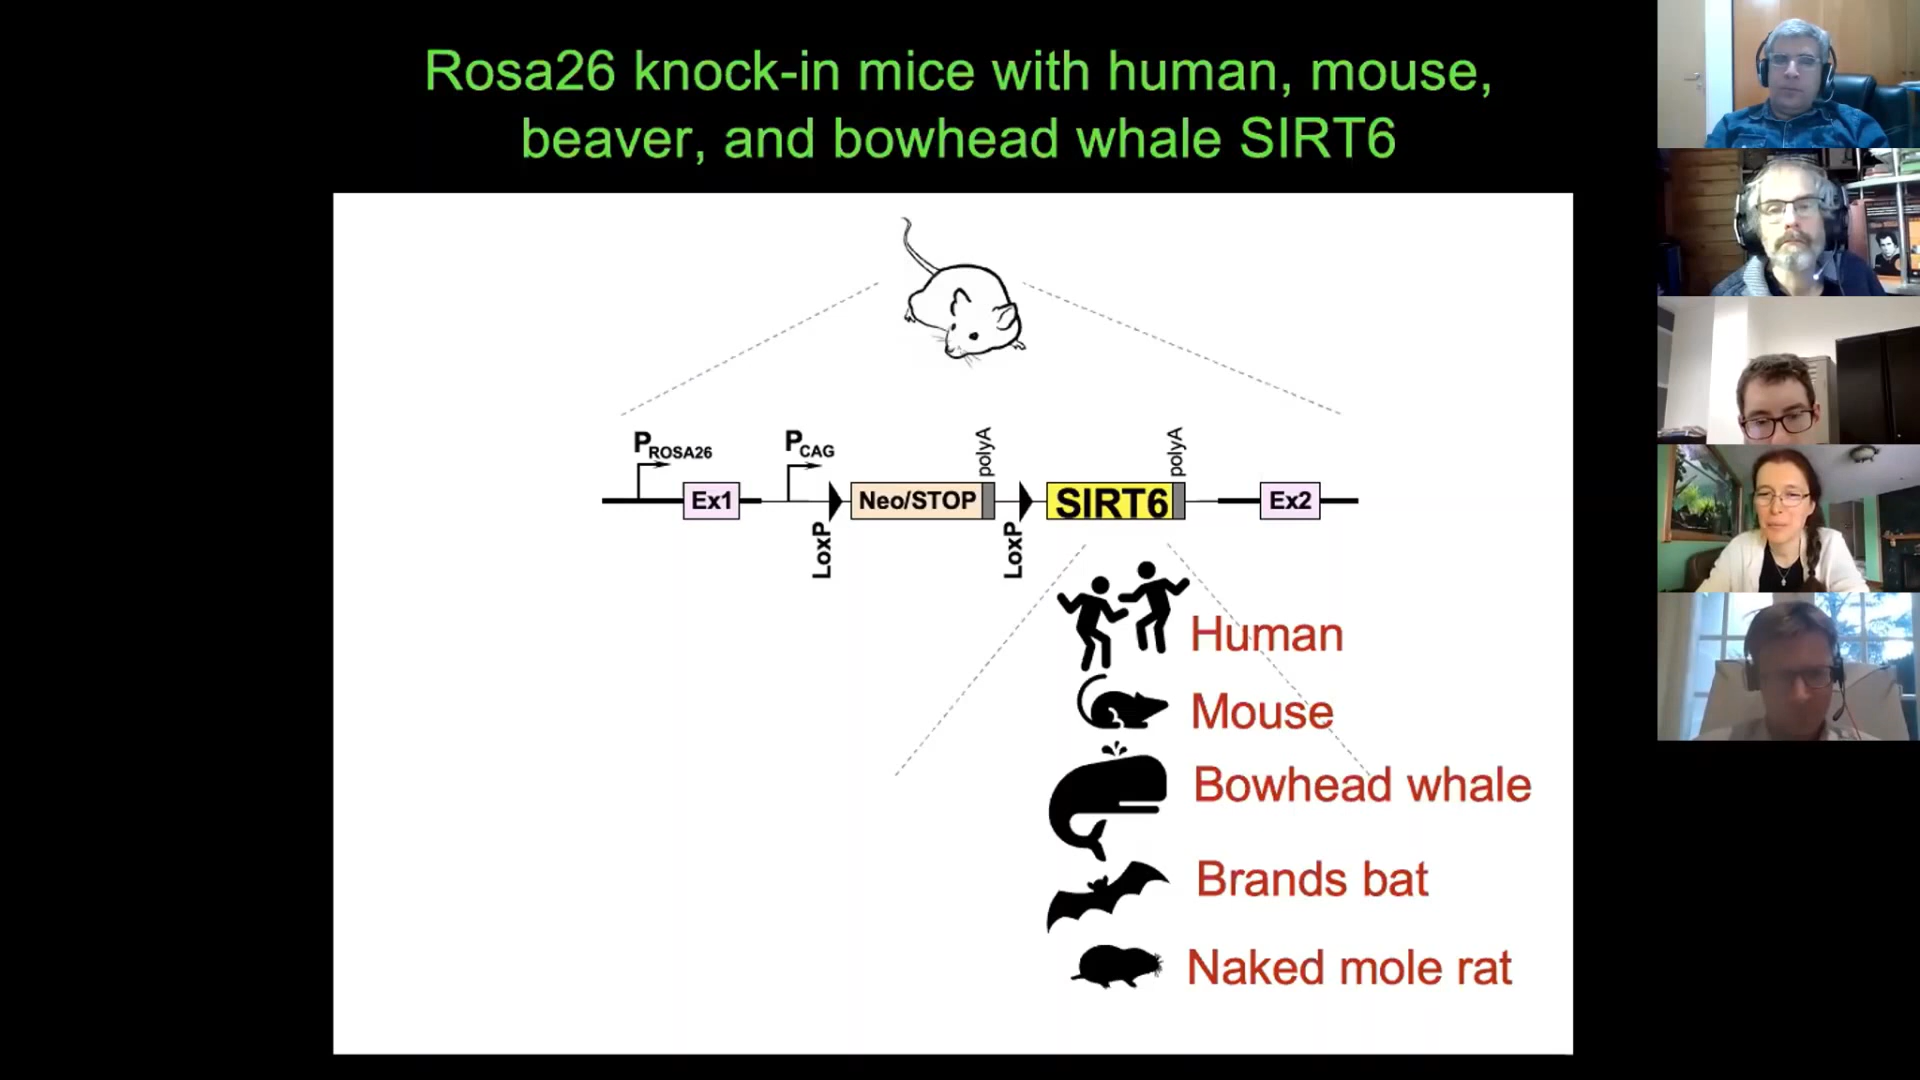 Rosa26 knock-in mice with human, mouse,
beaver, and bowhead whale SIRT6
PROSA26
PCAG
polyA
polyA
Ex1
Neo/STOP
SIRT6
Ex2
LoxP
LoxP
Human
Mouse
Bowhead whale
Brands bat
Naked mole rat